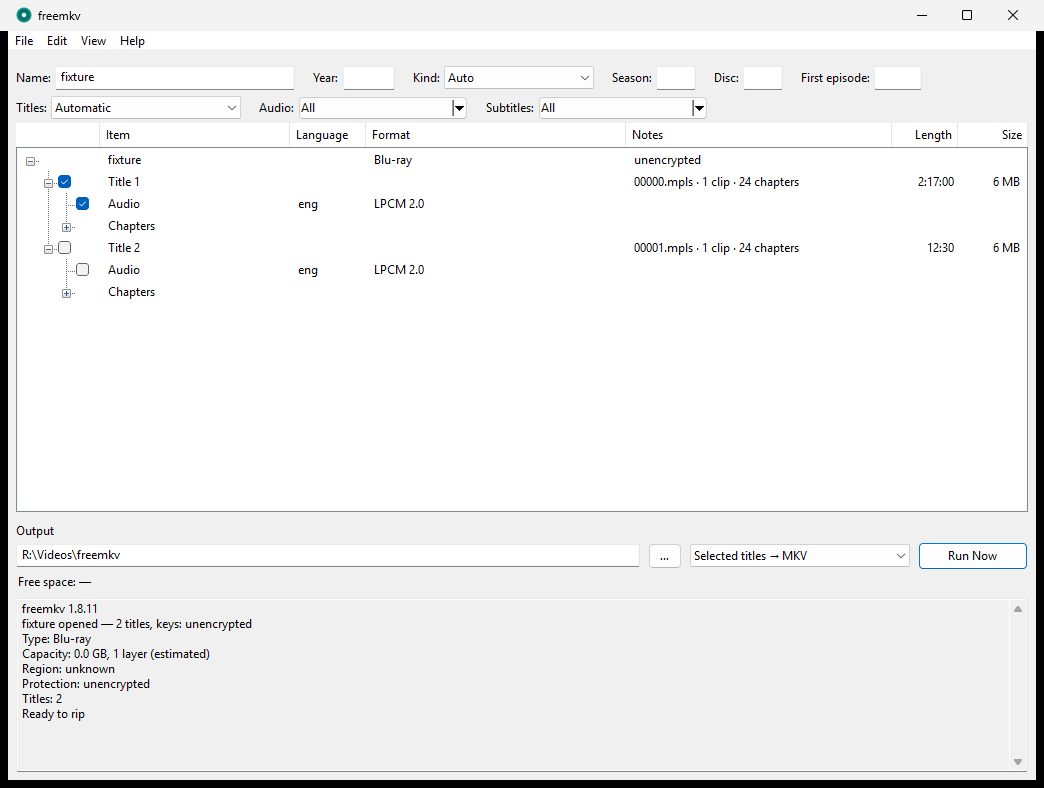 freemkv
File Edit View Help
Name: fixture Year: Kind: Auto Season: Disc: First episode:
Titles: Automatic Audio: All Subtitles: All
Item Language Format Notes Length Size
fixture Blu-ray unencrypted
Title 1 00000.mpls · 1 clip · 24 chapters 2:17:00 6 MB
Audio eng LPCM 2.0
Chapters
Title 2 00001.mpls · 1 clip · 24 chapters 12:30 6 MB
Audio eng LPCM 2.0
Chapters
Output
R:\Videos\freemkv ... Selected titles → MKV Run Now
Free space: —
freemkv 1.8.11
fixture opened — 2 titles, keys: unencrypted
Type: Blu-ray
Capacity: 0.0 GB, 1 layer (estimated)
Region: unknown
Protection: unencrypted
Titles: 2
Ready to rip